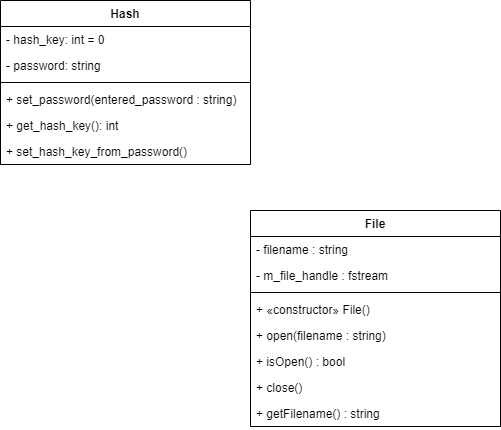 Hash
- hash_key: int = 0
- password: string
+ set_password(entered_password : string)
+ get_hash_key(): int
+ set_hash_key_from_password()
File
- filename : string
- m_file_handle : fstream
+ «constructor» File()
+ open(filename : string)
+ isOpen() : bool
+ close()
+ getFilename() : string